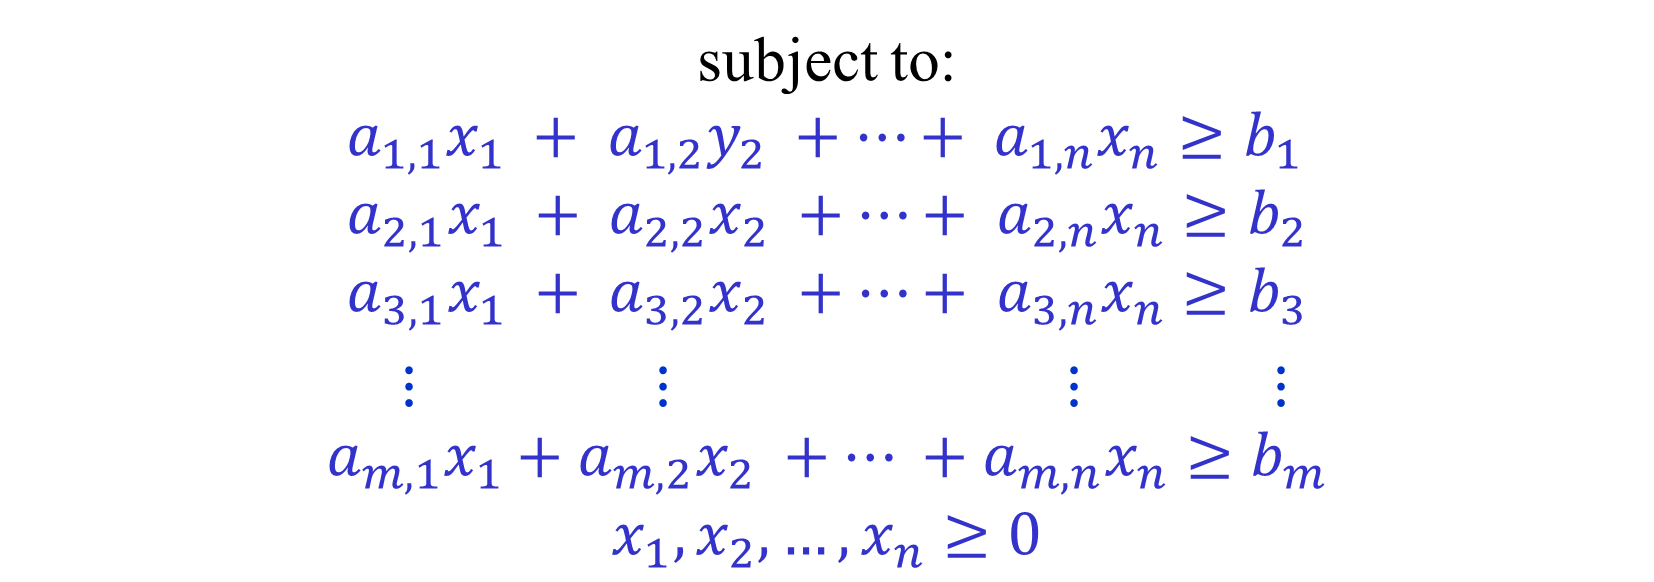 subject to:
a₁,₁x₁ + a₁,₂y₂ + ⋯ + a₁,ₙxₙ ≥ b₁
a₂,₁x₁ + a₂,₂x₂ + ⋯ + a₂,ₙxₙ ≥ b₂
a₃,₁x₁ + a₃,₂x₂ + ⋯ + a₃,ₙxₙ ≥ b₃
⋮ ⋮ ⋮ ⋮
aₘ,₁x₁ + aₘ,₂x₂ + ⋯ + aₘ,ₙxₙ ≥ bₘ
x₁, x₂, … , xₙ ≥ 0